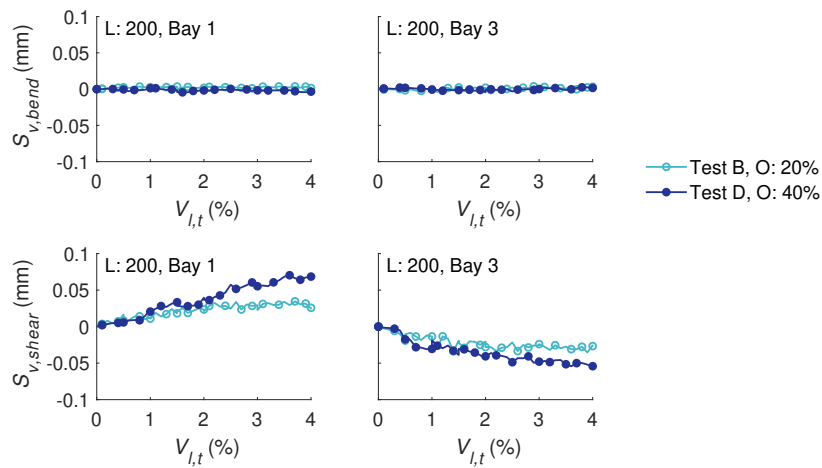 L: 200, Bay 1
0.1
0.05
0
-0.05
-0.1
S_v,bend (mm)
0 1 2 3 4
V_l,t (%)
L: 200, Bay 3
0 1 2 3 4
V_l,t (%)
Test B, O: 20%
Test D, O: 40%
L: 200, Bay 1
0.1
0.05
0
-0.05
-0.1
S_v,shear (mm)
0 1 2 3 4
V_l,t (%)
L: 200, Bay 3
0 1 2 3 4
V_l,t (%)